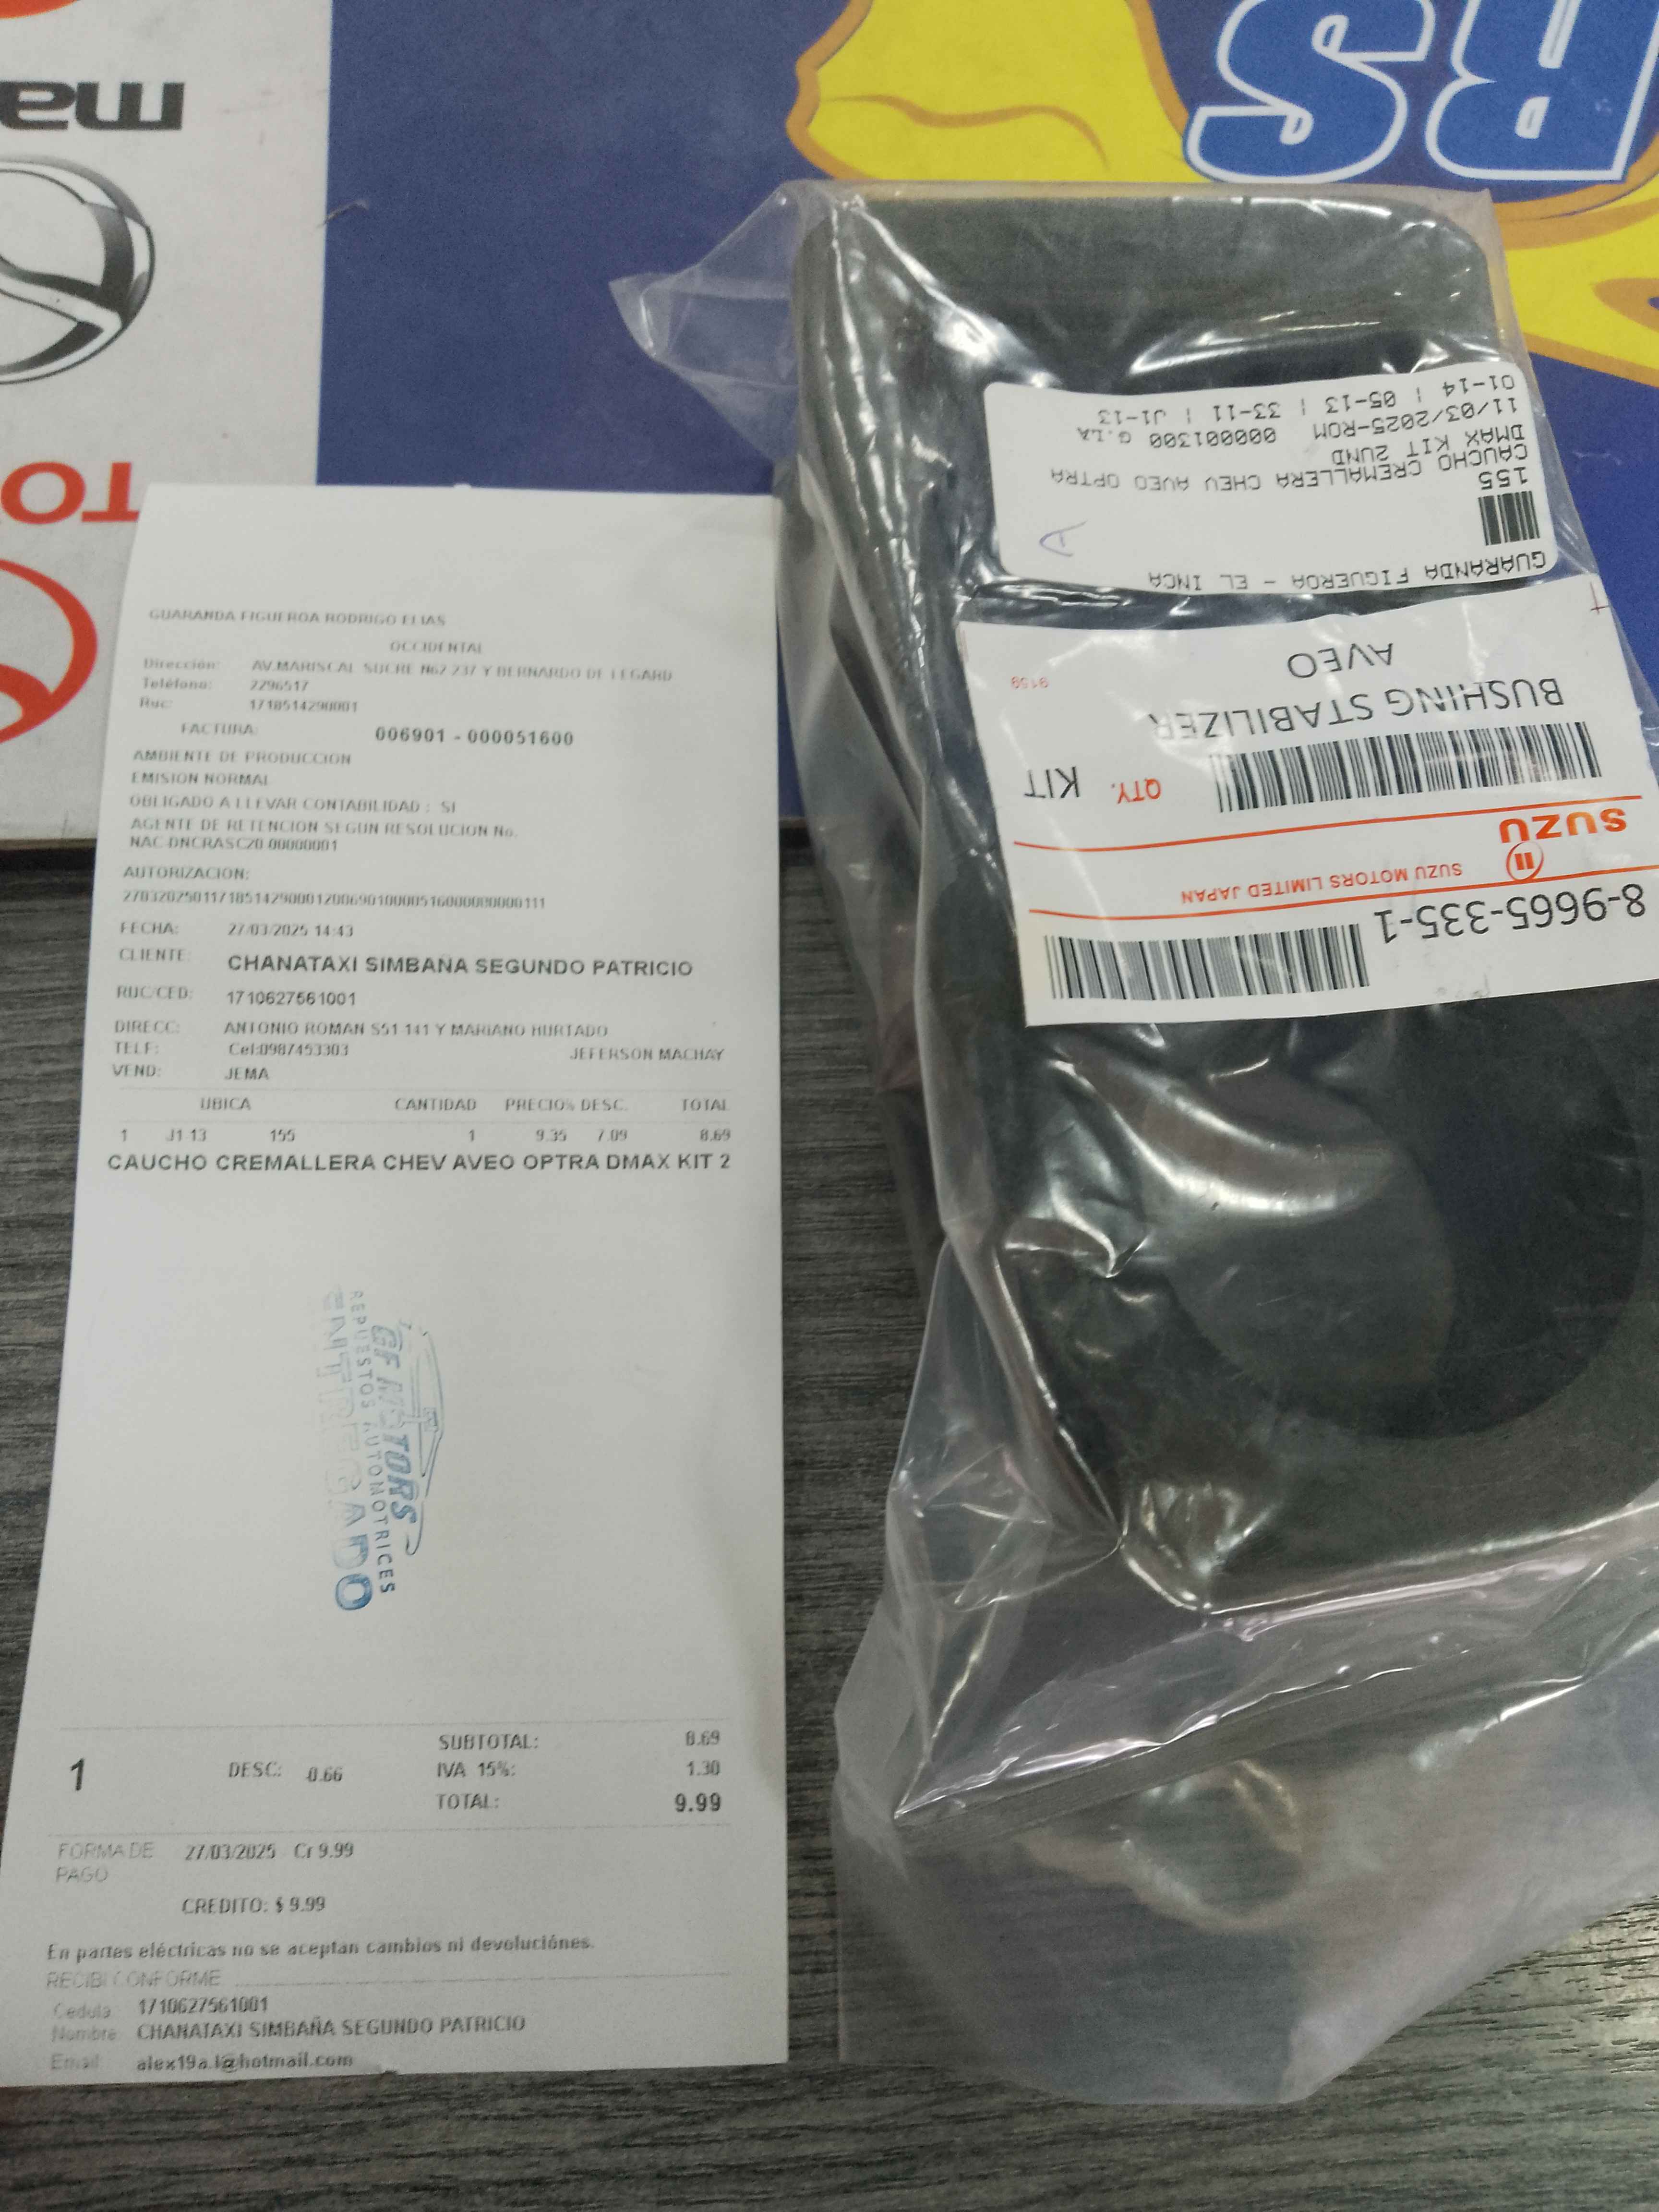 ma
TO
RS
GUARANDA FIGUEROA RODRIGO ELIAS
OCCIDENTAL
Dirección: AV.MARISCAL SUCRE N62 237 Y BERNARDO DE LEGARD
Teléfono: 2296517
Ruc: 1718514290001
FACTURA: 006901 - 000051600
AMBIENTE DE PRODUCCION
EMISION NORMAL
OBLIGADO A LLEVAR CONTABILIDAD : SI
AGENTE DE RETENCION SEGUN RESOLUCION No.
NAC-DNCRASC20-00000001
AUTORIZACION:
FECHA: 27/03/2025 14:43
CLIENTE: CHANATAXI SIMBAÑA SEGUNDO PATRICIO
RUC/CED: 1710627561001
DIRECC: ANTONIO ROMAN S51 141 Y MARIANO HURTADO
TELF: Cel:0987453303 JEFERSON MACHAY
VEND: JEMA
UBICA CANTIDAD PRECIO% DESC. TOTAL
1 J1 13 155 1 9.35 7.09 8.69
CAUCHO CREMALLERA CHEV AVEO OPTRA DMAX KIT 2
GF MOTORS
REPUESTOS AUTOMOTRICES
ENTREGADO
SUBTOTAL: 8.69
1 DESC: 0.66 IVA 15%: 1.30
TOTAL: 9.99
FORMA DE PAGO 27/03/2025 Cr 9.99
CREDITO: $ 9.99
En partes eléctricas no se aceptan cambios ni devoluciónes.
RECIBI CONFORME
Cedula 1710627561001
Nombre CHANATAXI SIMBAÑA SEGUNDO PATRICIO
Email: alex19a.l@hotmail.com
GUARANDA FIGUEROA - EL INCA
155
CAUCHO CREMALLERA CHEV AVEO OPTRA
DMAX KIT 2UND
11/03/2025-ROM 000001300 G.LA
01-14 | 05-13 | 33-11 | J1-13
8-9665-335-1
SUZU MOTORS LIMITED JAPAN
SUZU
QTY. KIT
BUSHING STABILIZER
AVEO
9159